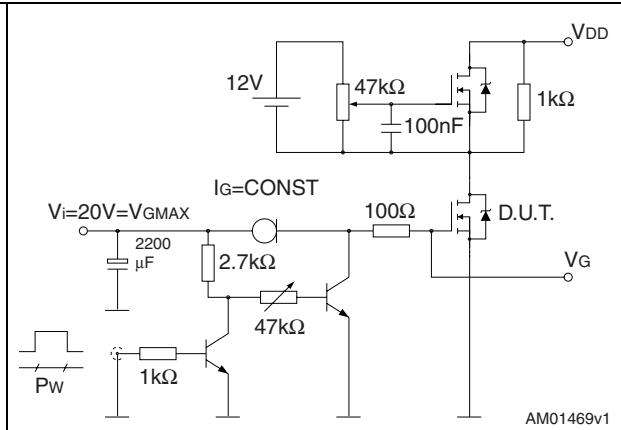 VDD
12V
47kΩ
1kΩ
100nF
IG=CONST
Vi=20V=VGMAX
100Ω
D.U.T.
2200
μF
2.7kΩ
VG
47kΩ
1kΩ
PW
AM01469v1